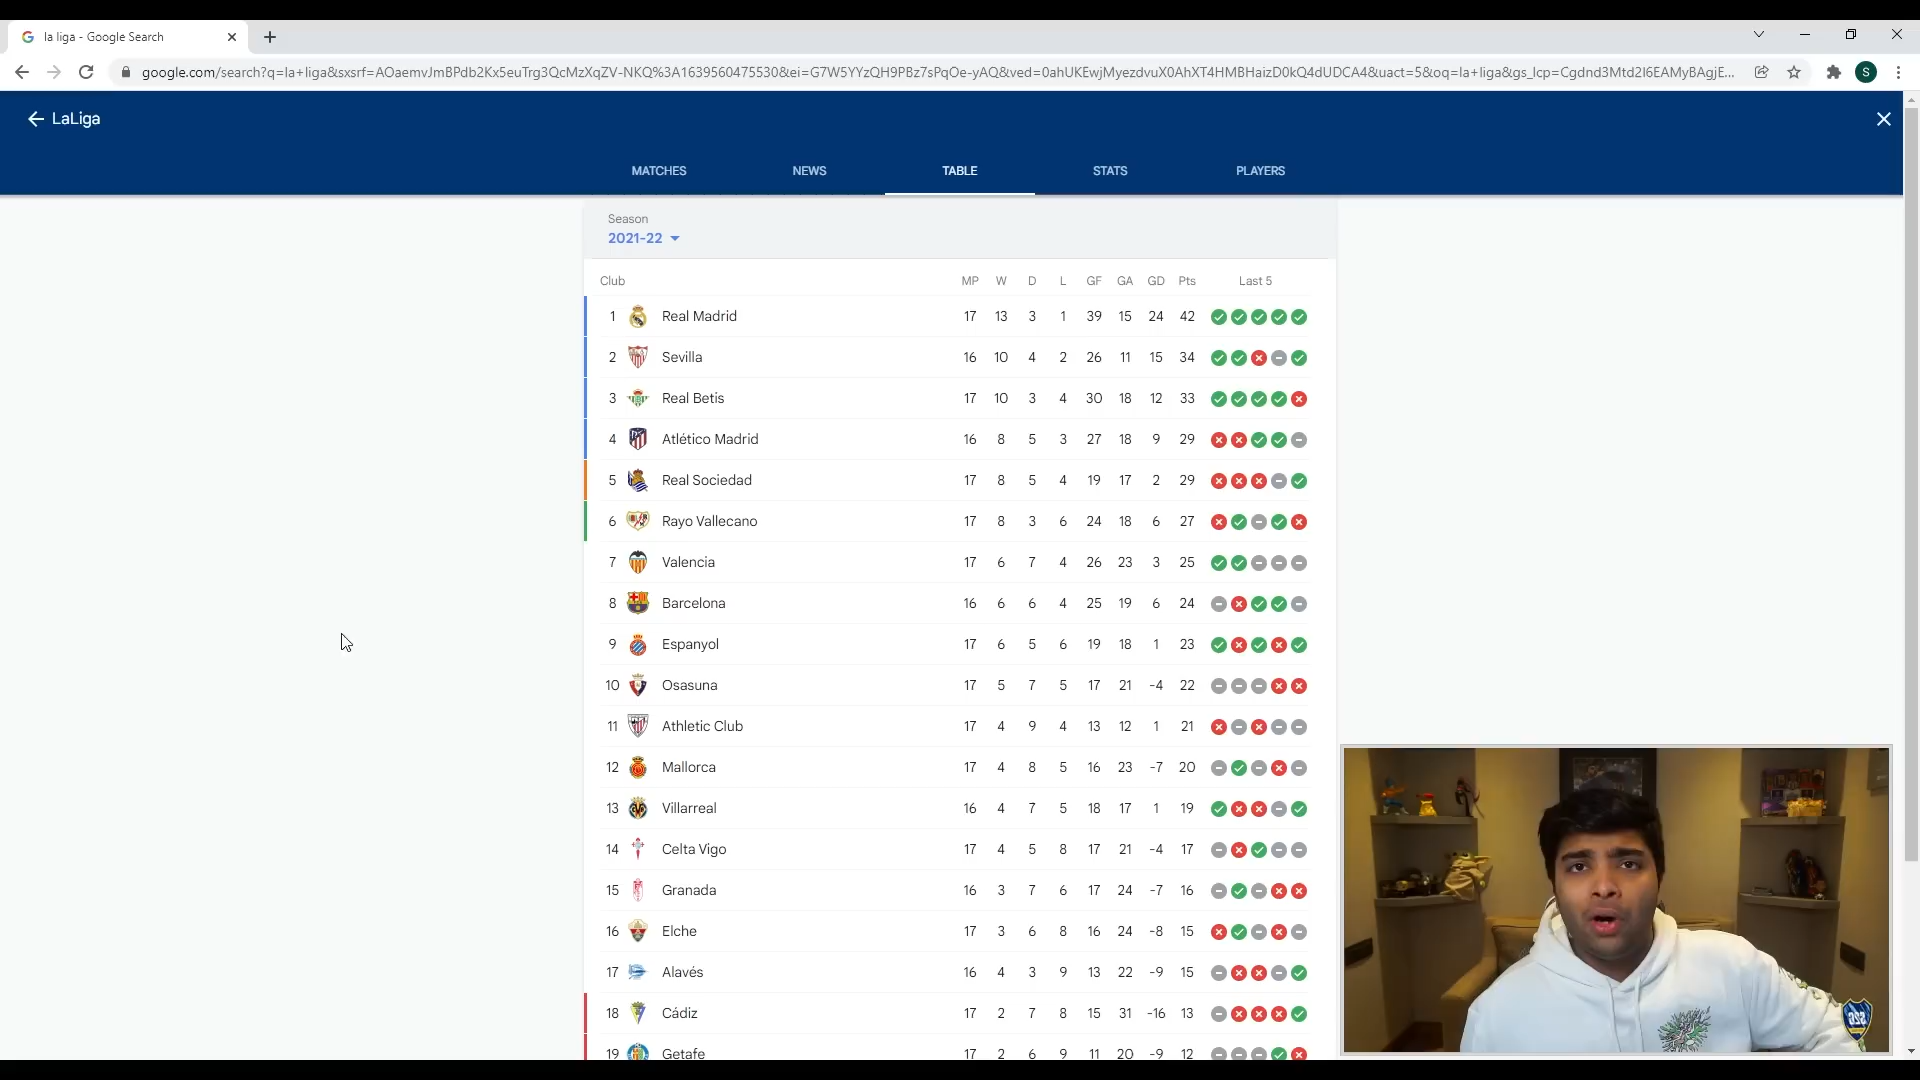 la liga - Google Search
google.com/search?q=la+liga&sxsrf=AOaemvJmBPdb2Kx5euTrg3QcMzXqZV-NKQ%3A1639560475530&ei=G7W5YYzQH9PBz7sPqOe-yAQ&ved=0ahUKEwjMyezdvuX0AhXT4HMBHaizD0kQ4dUDCA4&uact=5&oq=la+liga&gs_lcp=Cgdnd3Mtd2l6EAMyBAgjE...
S
LaLiga
MATCHES NEWS TABLE STATS PLAYERS
Season
2021-22
Club MP W D L GF GA GD Pts Last 5
1 Real Madrid 17 13 3 1 39 15 24 42
2 Sevilla 16 10 4 2 26 11 15 34
3 Real Betis 17 10 3 4 30 18 12 33
4 Atlético Madrid 16 8 5 3 27 18 9 29
5 Real Sociedad 17 8 5 4 19 17 2 29
6 Rayo Vallecano 17 8 3 6 24 18 6 27
7 Valencia 17 6 7 4 26 23 3 25
8 Barcelona 16 6 6 4 25 19 6 24
9 Espanyol 17 6 5 6 19 18 1 23
10 Osasuna 17 5 7 5 17 21 -4 22
11 Athletic Club 17 4 9 4 13 12 1 21
12 Mallorca 17 4 8 5 16 23 -7 20
13 Villarreal 16 4 7 5 18 17 1 19
14 Celta Vigo 17 4 5 8 17 21 -4 17
15 Granada 16 3 7 6 17 24 -7 16
16 Elche 17 3 6 8 16 24 -8 15
17 Alavés 16 4 3 9 13 22 -9 15
18 Cádiz 17 2 7 8 15 31 -16 13
19 Getafe 17 2 6 9 11 20 -9 12